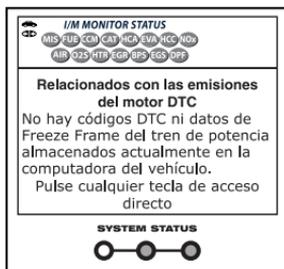 I/M MONITOR STATUS
MIS FUE CCM CAT HCA EVA HCC NOx
AIR O2S HTR EGR BPS EGS DPF
Relacionados con las emisiones
del motor DTC
No hay códigos DTC ni datos de
Freeze Frame del tren de potencia
almacenados actualmente en la
computadora del vehículo.
Pulse cualquier tecla de acceso
directo
SYSTEM STATUS